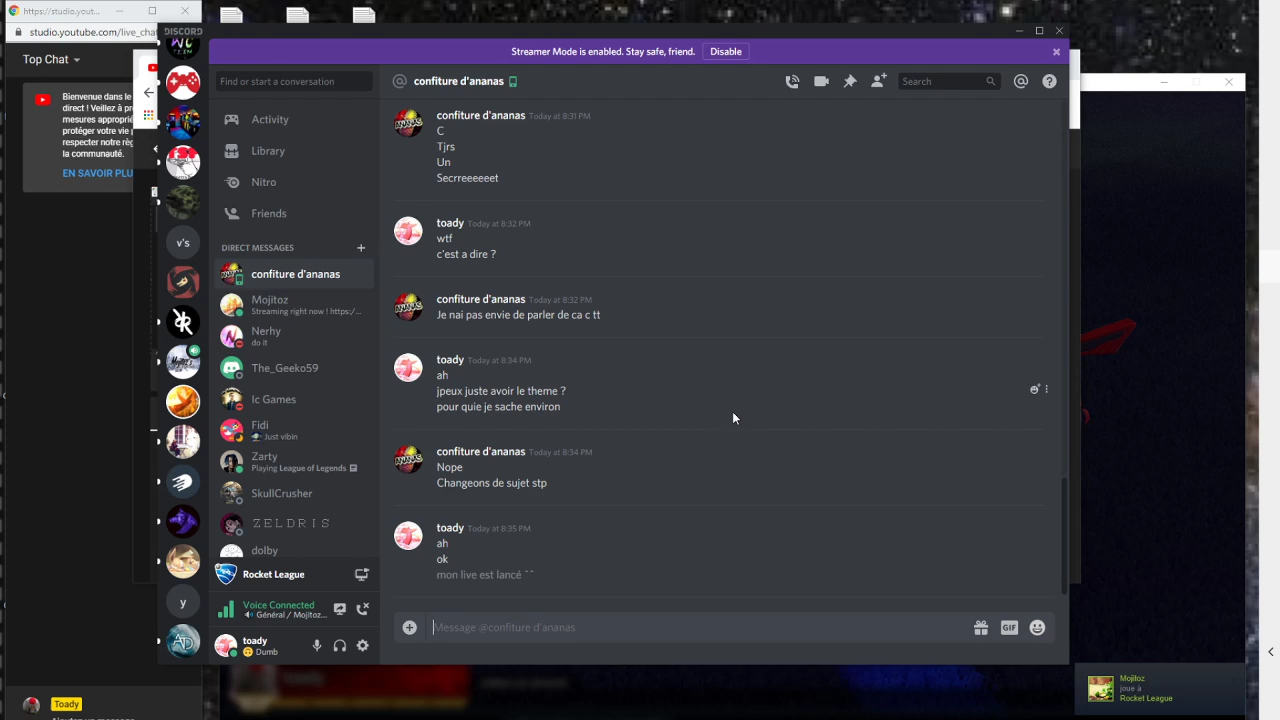 https://studio.yout...
studio.youtube.com/live_cha
Top Chat
Bienvenue dans le
direct ! Veillez à pr
mesures appropri
protéger votre vie p
respecter notre règ
la communauté.
EN SAVOIR PLU
Toady
DISCORD
Streamer Mode is enabled. Stay safe, friend.
Disable
Find or start a conversation
Activity
Library
Nitro
Friends
DIRECT MESSAGES
confiture d'ananas
Mojitoz
Streaming right now ! https:/...
Nerhy
do it
The_Geeko59
Ic Games
Fidi
Just vibin
Zarty
Playing League of Legends
SkullCrusher
Z E L D R I S
dolby
Rocket League
Voice Connected
Général / Mojitoz...
toady
Dumb
v's
y
confiture d'ananas
Search
confiture d'ananas Today at 8:31 PM
C
Tjrs
Un
Secrreeeeeet
toady Today at 8:32 PM
wtf
c'est a dire ?
confiture d'ananas Today at 8:32 PM
Je nai pas envie de parler de ca c tt
toady Today at 8:34 PM
ah
jpeux juste avoir le theme ?
pour quie je sache environ
confiture d'ananas Today at 8:34 PM
Nope
Changeons de sujet stp
toady Today at 8:35 PM
ah
ok
mon live est lancé ^^
Message @confiture d'ananas
GIF
Mojitoz
joue à
Rocket League